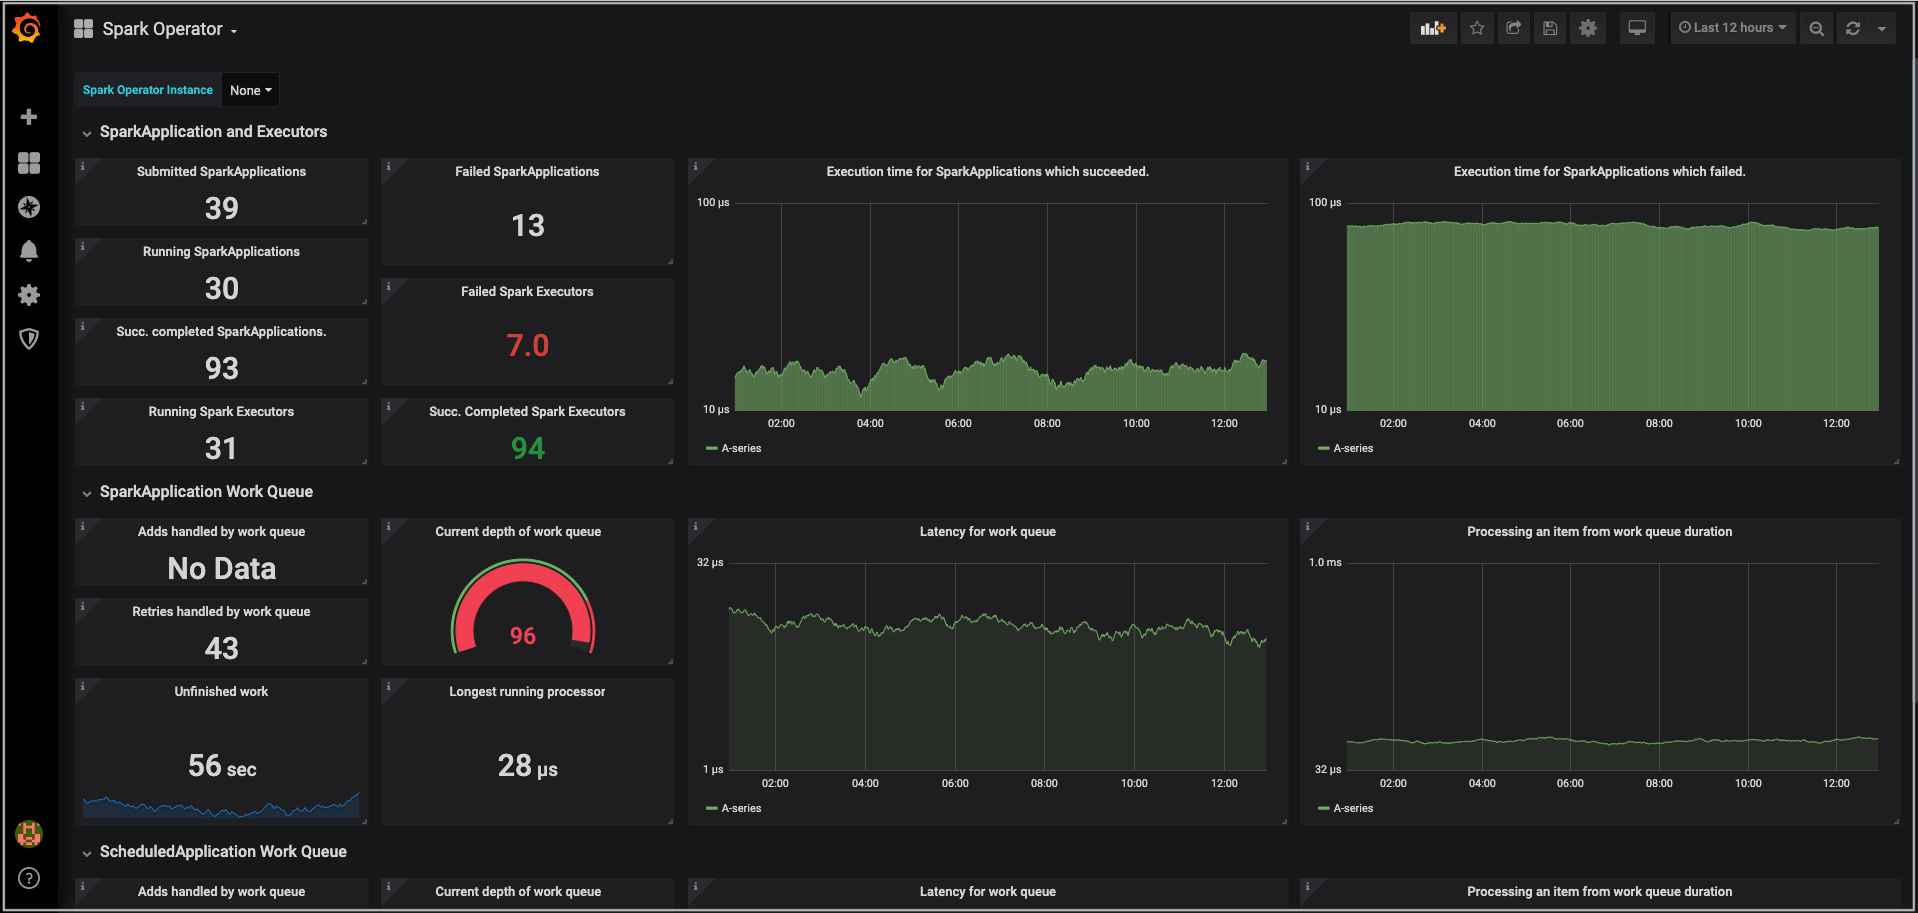 Spark Operator
Last 12 hours
Spark Operator Instance None
SparkApplication and Executors
Submitted SparkApplications
39
Running SparkApplications
30
Succ. completed SparkApplications.
93
Running Spark Executors
31
Failed SparkApplications
13
Failed Spark Executors
7.0
Succ. Completed Spark Executors
94
Execution time for SparkApplications which succeeded.
100 µs
10 µs
02:00 04:00 06:00 08:00 10:00 12:00
A-series
Execution time for SparkApplications which failed.
100 µs
10 µs
02:00 04:00 06:00 08:00 10:00 12:00
A-series
SparkApplication Work Queue
Adds handled by work queue
No Data
Retries handled by work queue
43
Unfinished work
56 sec
Current depth of work queue
96
Longest running processor
28 µs
Latency for work queue
32 µs
1 µs
02:00 04:00 06:00 08:00 10:00 12:00
A-series
Processing an item from work queue duration
1.0 ms
32 µs
02:00 04:00 06:00 08:00 10:00 12:00
A-series
ScheduledApplication Work Queue
Adds handled by work queue
Current depth of work queue
Latency for work queue
Processing an item from work queue duration